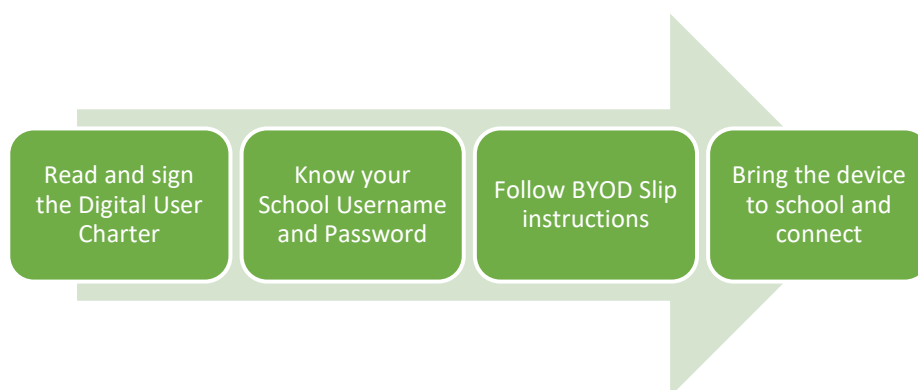 Read and sign
the Digital User
Charter
Know your
School Username
and Password
Follow BYOD Slip
instructions
Bring the device
to school and
connect